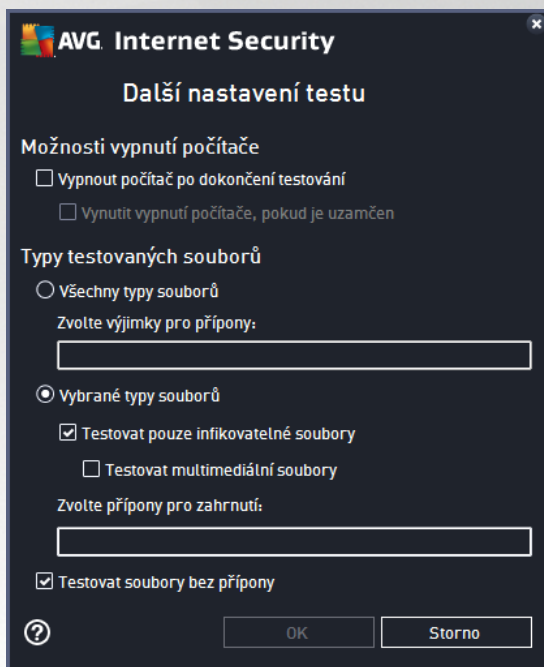 AVG. Internet Security
Další nastavení testu
Možnosti vypnutí počítače
Vypnout počítač po dokončení testování
Vynutit vypnutí počítače, pokud je uzamčen
Typy testovaných souborů
Všechny typy souborů
Zvolte výjimky pro přípony:
Vybrané typy souborů
Testovat pouze infikovatelné soubory
Testovat multimediální soubory
Zvolte přípony pro zahrnutí:
Testovat soubory bez přípony
? OK Storno